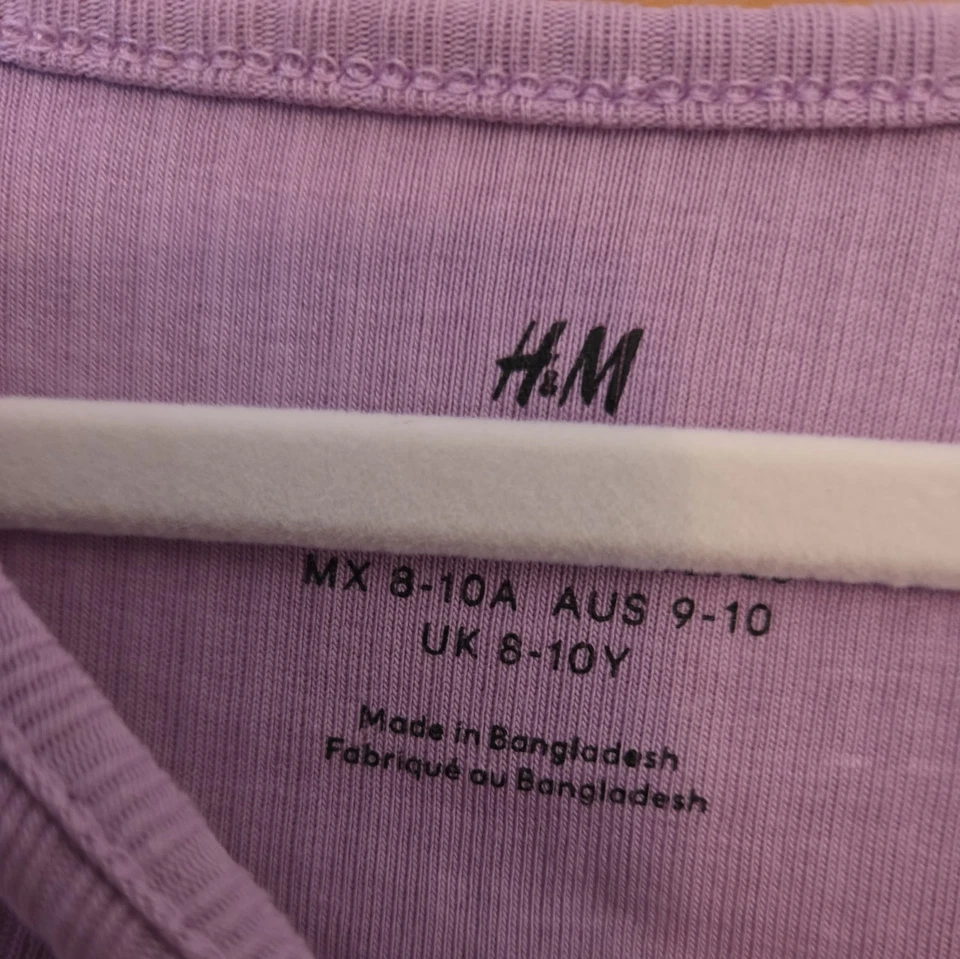 H&M
MX 8-10A AUS 9-10
UK 8-10Y
Made in Bangladesh
Fabriqué au Bangladesh